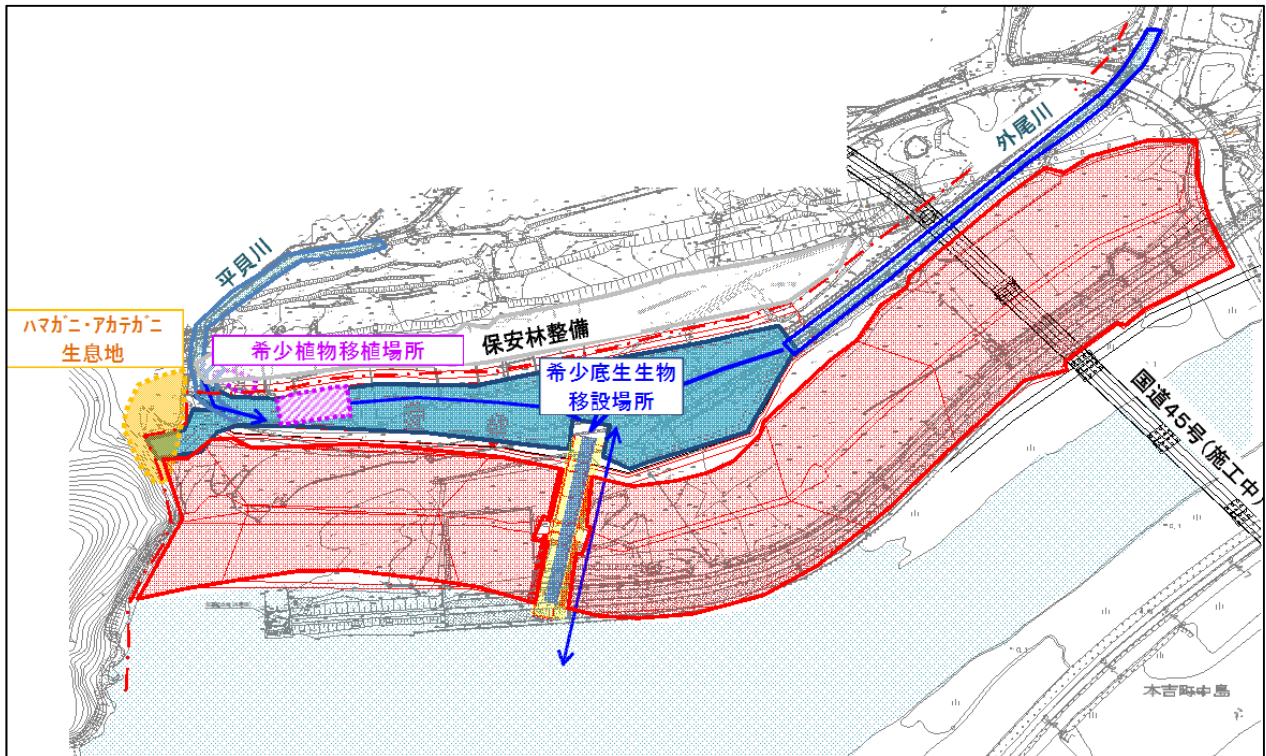 外尾川
平貝川
ハマガニ・アカテガニ
生息地
希少植物移植場所
保安林整備
希少底生生物
移設場所
国道45号(施工中)
本吉町中島